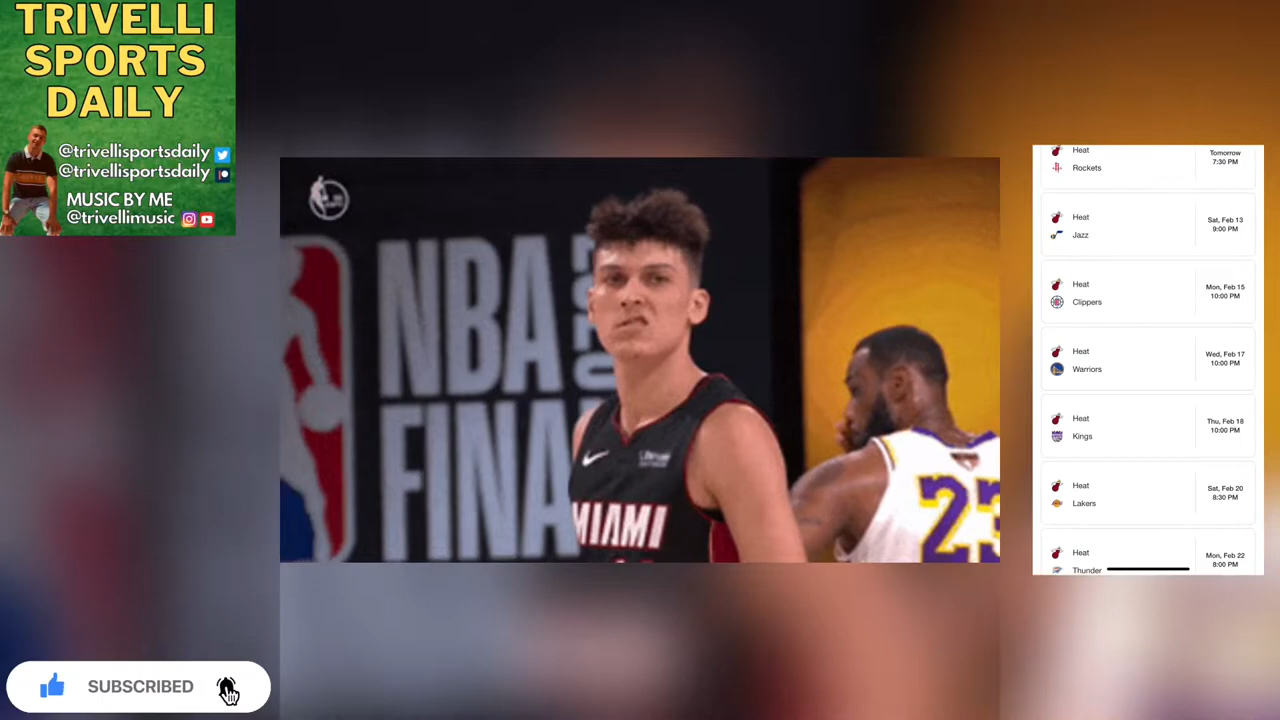 TRIVELLI
SPORTS
DAILY
@trivellisportsdaily
@trivellisportsdaily
MUSIC BY ME
@trivellimusic
NBA
FINA
2020
MIAMI
23
Heat
Rockets
Tomorrow
7:30 PM
Heat
Jazz
Sat, Feb 13
9:00 PM
Heat
Clippers
Mon, Feb 15
10:00 PM
Heat
Warriors
Wed, Feb 17
10:00 PM
Heat
Kings
Thu, Feb 18
10:00 PM
Heat
Lakers
Sat, Feb 20
8:30 PM
Heat
Thunder
Mon, Feb 22
8:00 PM
SUBSCRIBED